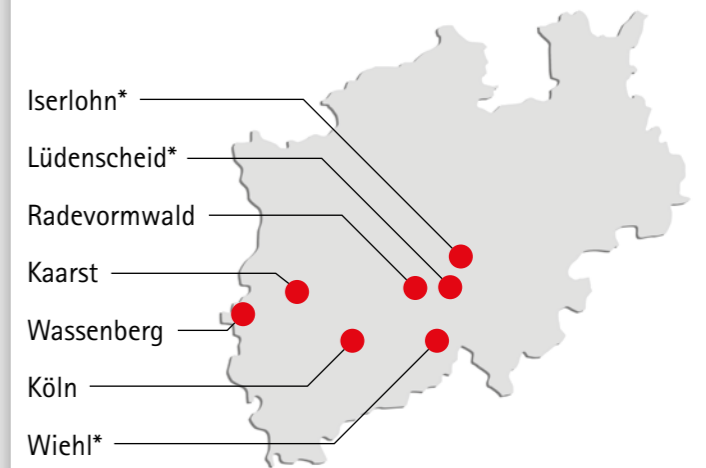 Iserlohn*
Lüdenscheid*
Radevormwald
Kaarst
Wassenberg
Köln
Wiehl*